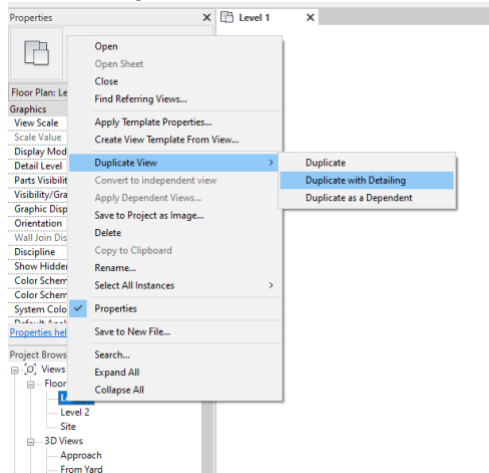 Properties
X
Level 1
X
Floor Plan: Le
Graphics
View Scale
Scale Value
Display Mod
Detail Level
Parts Visibilit
Visibility/Gra
Graphic Disp
Orientation
Wall Join Dis
Discipline
Show Hidde
Color Schem
Color Schem
System Colo
Properties hel
Open
Open Sheet
Close
Find Referring Views...
Apply Template Properties...
Create View Template From View...
Duplicate View
Convert to independent view
Apply Dependent Views...
Save to Project as Image...
Delete
Copy to Clipboard
Rename...
Select All Instances
Properties
Save to New File...
Search...
Expand All
Collapse All
Duplicate
Duplicate with Detailing
Duplicate as a Dependent
Project Brows
Views
Floor
Level 2
Site
3D Views
Approach
From Yard